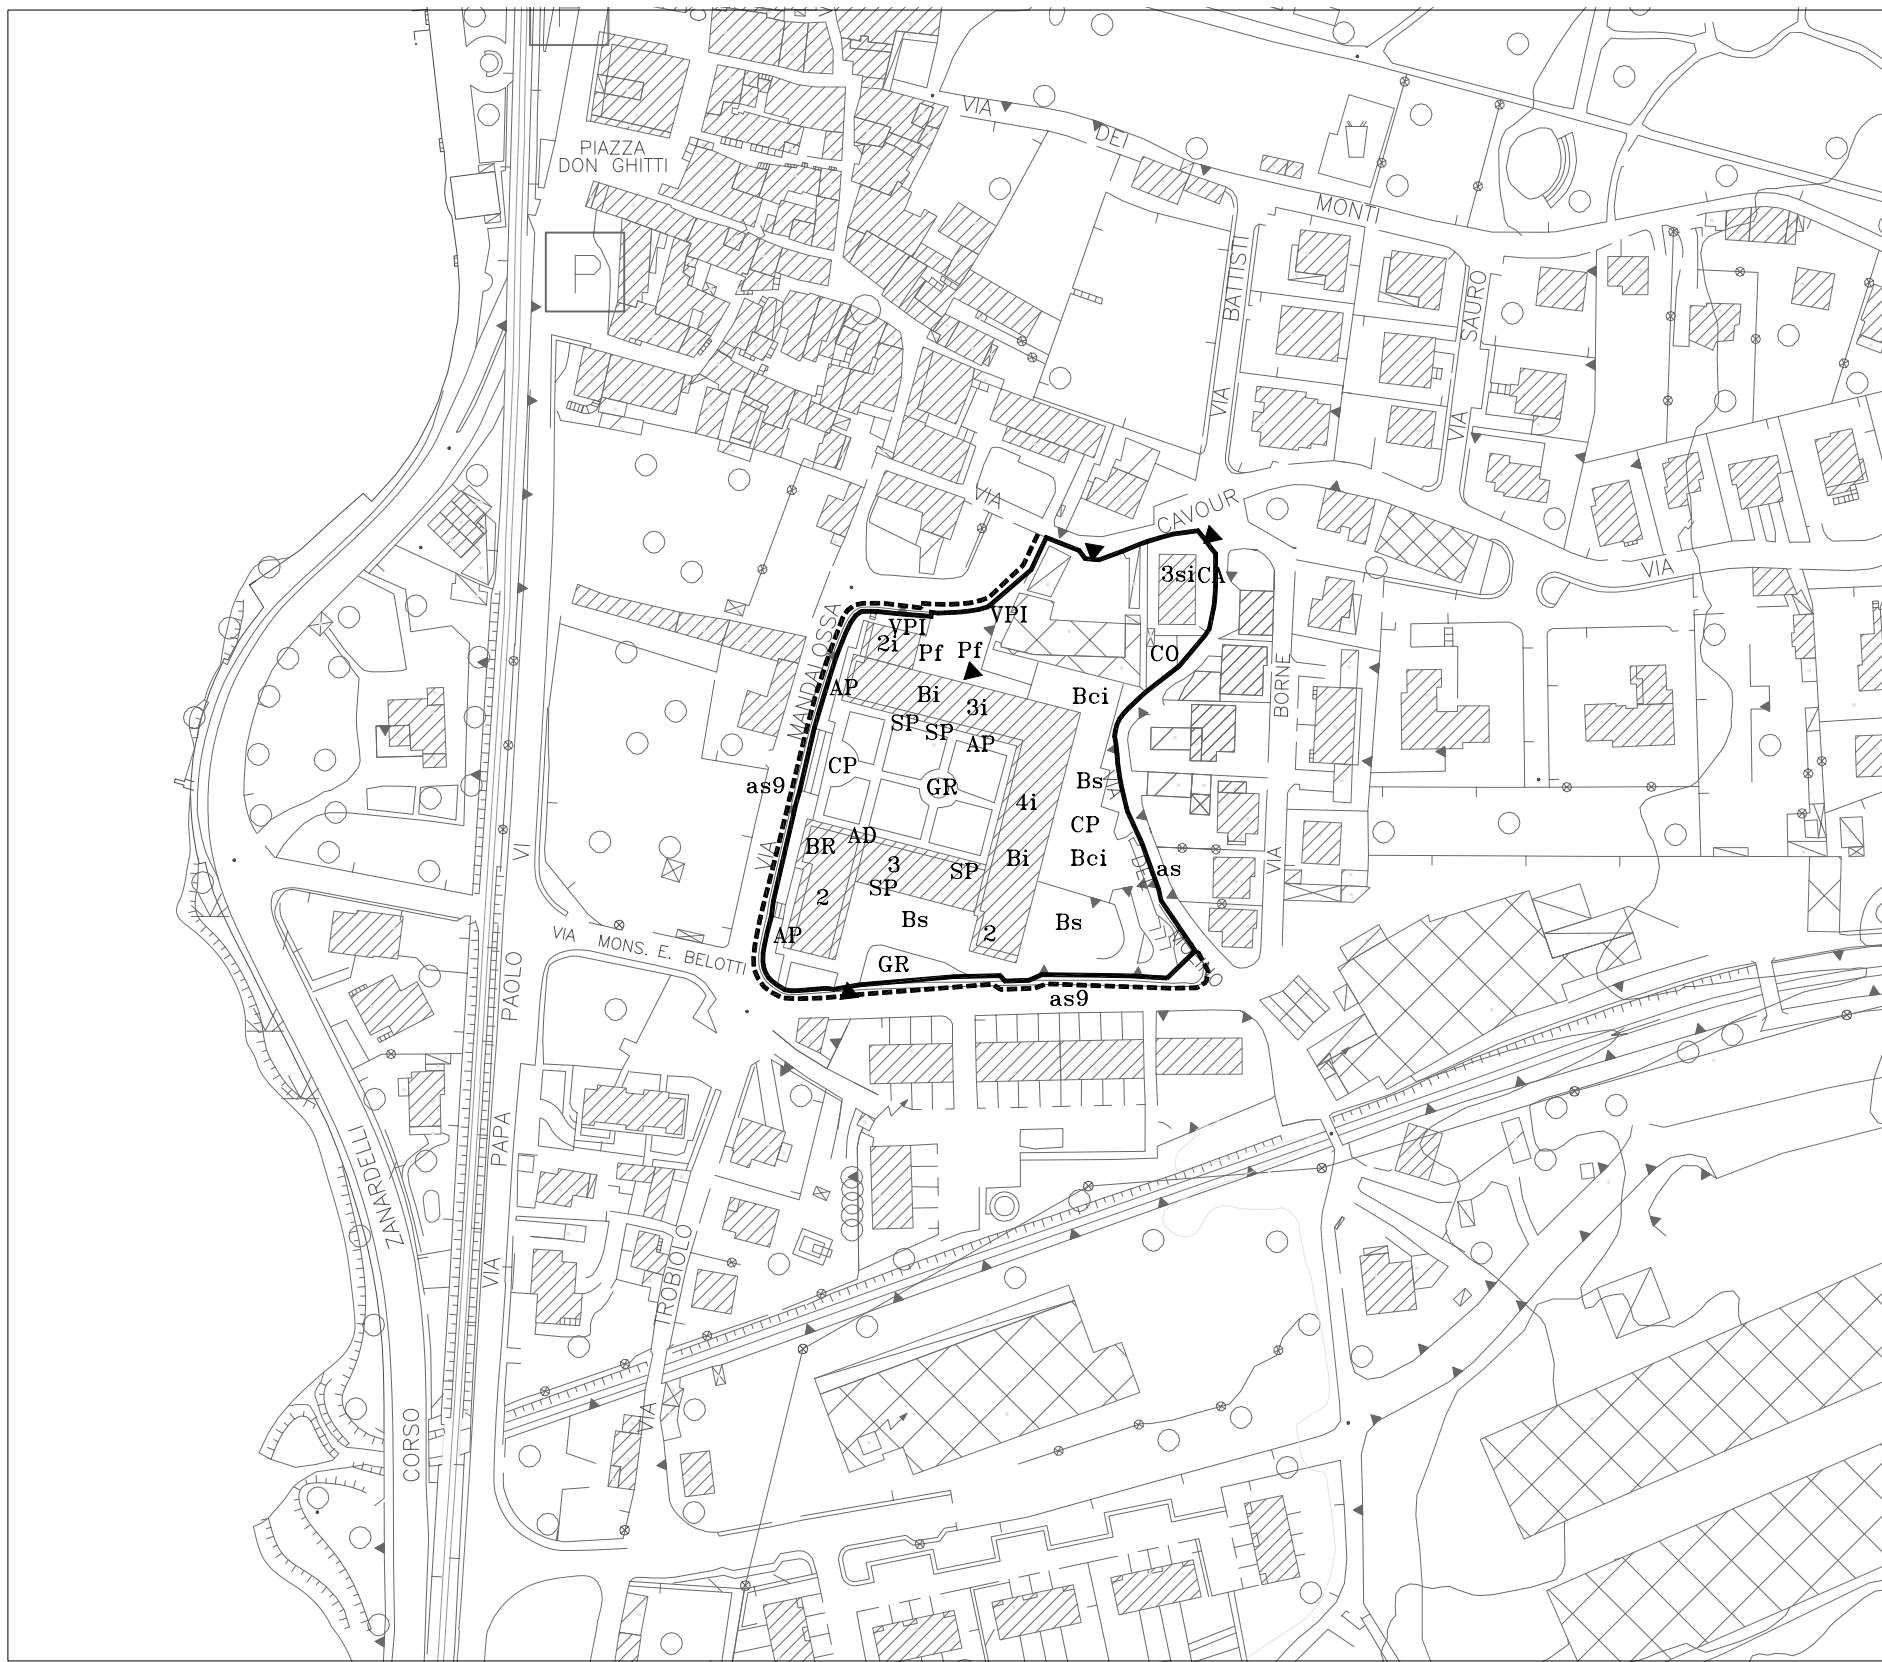 PIAZZA
DON GHITTI
P
VIA
DEI
MONTI
VIA
BATTISTI
VIA
SAURO
VIA
CAVOUR
VIA
3si
CA
VPI
VPI
2i
Pf
Pf
CO
AP
Bi
3i
Bci
SP
SP
AP
CP
GR
as9
4i
Bs
CP
BR
AD
3
SP
SP
Bi
Bci
as
2
Bs
2
Bs
AP
GR
as9
VIA
MANDALOSSA
VIA
BORNE
VIA MONS. E. BELOTTI
VI
PAOLO
PAPA
VIA
ZANARDELLI
CORSO
TROBIOLO
VIA